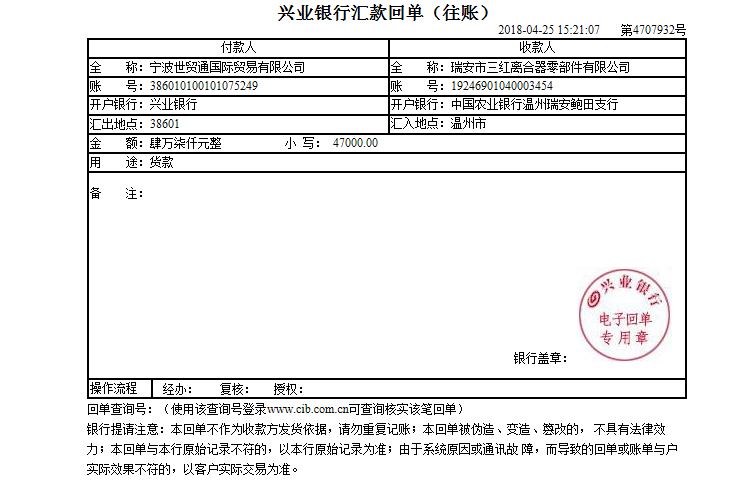 兴业银行汇款回单（往账）
2018-04-25 15:21:07 第4707932号
付款人 收款人
全 称：宁波世贸通国际贸易有限公司 全 称：瑞安市三红离合器零部件有限公司
账 号：386010100101075249 账 号：19246901040003454
开户银行：兴业银行 开户银行：中国农业银行温州瑞安鲍田支行
汇出地点：38601 汇入地点：温州市
金 额：肆万柒仟元整 小 写： 47000.00
用 途：货款
备 注：
兴业银行
电子回单
专用章
银行盖章：
操作流程 经办： 复核： 授权：
回单查询号：（使用该查询号登录www.cib.com.cn可查询核实该笔回单）
银行提请注意：本回单不作为收款方发货依据，请勿重复记账；本回单被伪造、变造、篡改的， 不具有法律效
力；本回单与本行原始记录不符的，以本行原始记录为准；由于系统原因或通讯故 障，而导致的回单或账单与户
实际效果不符的，以客户实际交易为准。